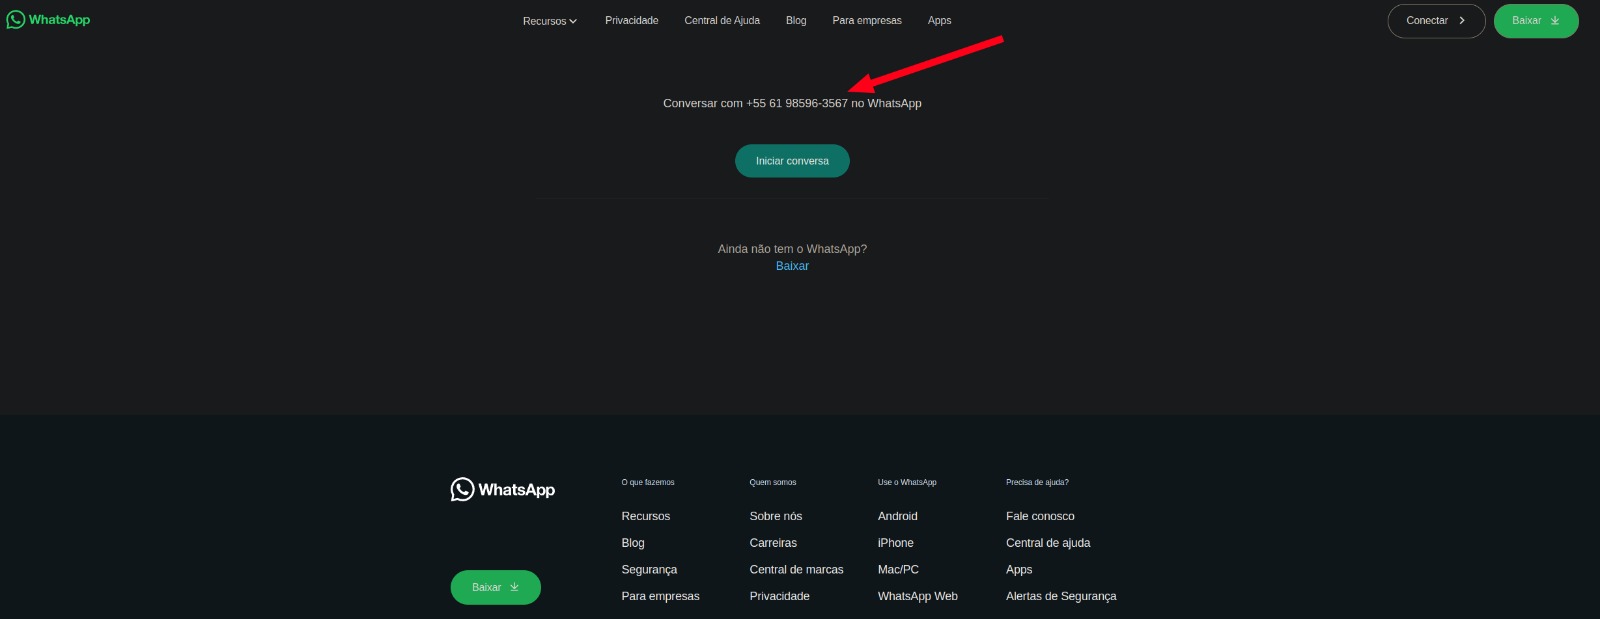 WhatsApp
Recursos
Privacidade
Central de Ajuda
Blog
Para empresas
Apps
Conectar
Baixar
Conversar com +55 61 98596-3567 no WhatsApp
Iniciar conversa
Ainda não tem o WhatsApp?
Baixar
WhatsApp
Baixar
O que fazemos
Recursos
Blog
Segurança
Para empresas
Quem somos
Sobre nós
Carreiras
Central de marcas
Privacidade
Use o WhatsApp
Android
iPhone
Mac/PC
WhatsApp Web
Precisa de ajuda?
Fale conosco
Central de ajuda
Apps
Alertas de Segurança